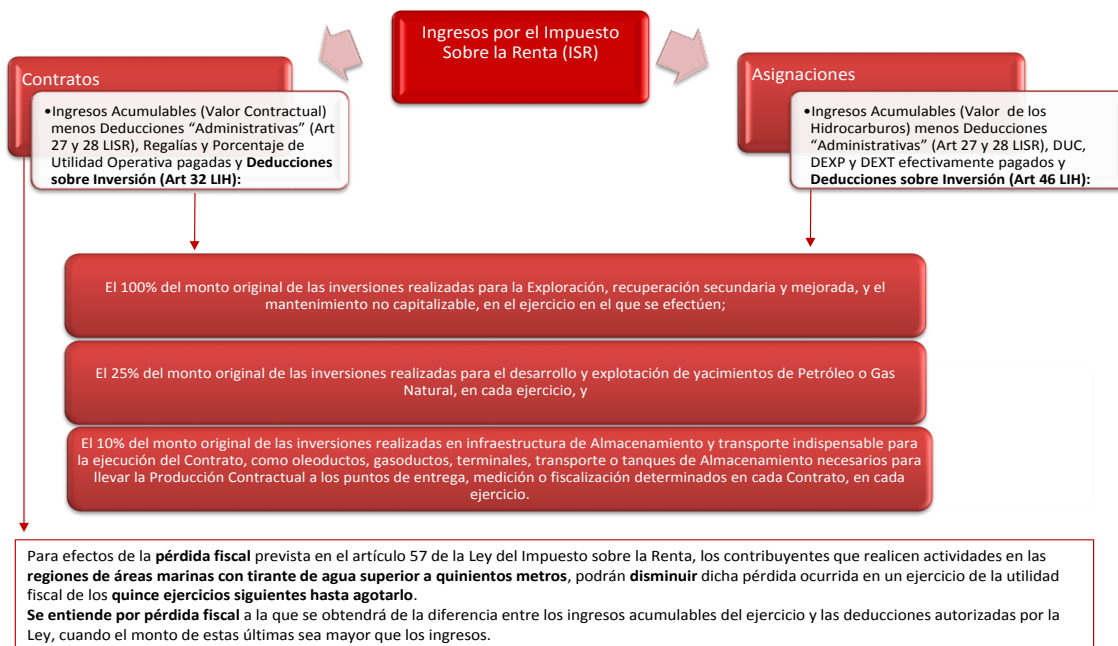 Ingresos por el Impuesto
Sobre la Renta (ISR)
Contratos
•Ingresos Acumulables (Valor Contractual)
menos Deducciones “Administrativas” (Art
27 y 28 LISR), Regalías y Porcentaje de
Utilidad Operativa pagadas y Deducciones
sobre Inversión (Art 32 LIH):
Asignaciones
•Ingresos Acumulables (Valor de los
Hidrocarburos) menos Deducciones
“Administrativas” (Art 27 y 28 LISR), DUC,
DEXP y DEXT efectivamente pagados y
Deducciones sobre Inversión (Art 46 LIH):
El 100% del monto original de las inversiones realizadas para la Exploración, recuperación secundaria y mejorada, y el
mantenimiento no capitalizable, en el ejercicio en el que se efectúen;
El 25% del monto original de las inversiones realizadas para el desarrollo y explotación de yacimientos de Petróleo o Gas
Natural, en cada ejercicio, y
El 10% del monto original de las inversiones realizadas en infraestructura de Almacenamiento y transporte indispensable para
la ejecución del Contrato, como oleoductos, gasoductos, terminales, transporte o tanques de Almacenamiento necesarios para
llevar la Producción Contractual a los puntos de entrega, medición o fiscalización determinados en cada Contrato, en cada
ejercicio.
Para efectos de la pérdida fiscal prevista en el artículo 57 de la Ley del Impuesto sobre la Renta, los contribuyentes que realicen actividades en las
regiones de áreas marinas con tirante de agua superior a quinientos metros, podrán disminuir dicha pérdida ocurrida en un ejercicio de la utilidad
fiscal de los quince ejercicios siguientes hasta agotarlo.
Se entiende por pérdida fiscal a la que se obtendrá de la diferencia entre los ingresos acumulables del ejercicio y las deducciones autorizadas por la
Ley, cuando el monto de estas últimas sea mayor que los ingresos.